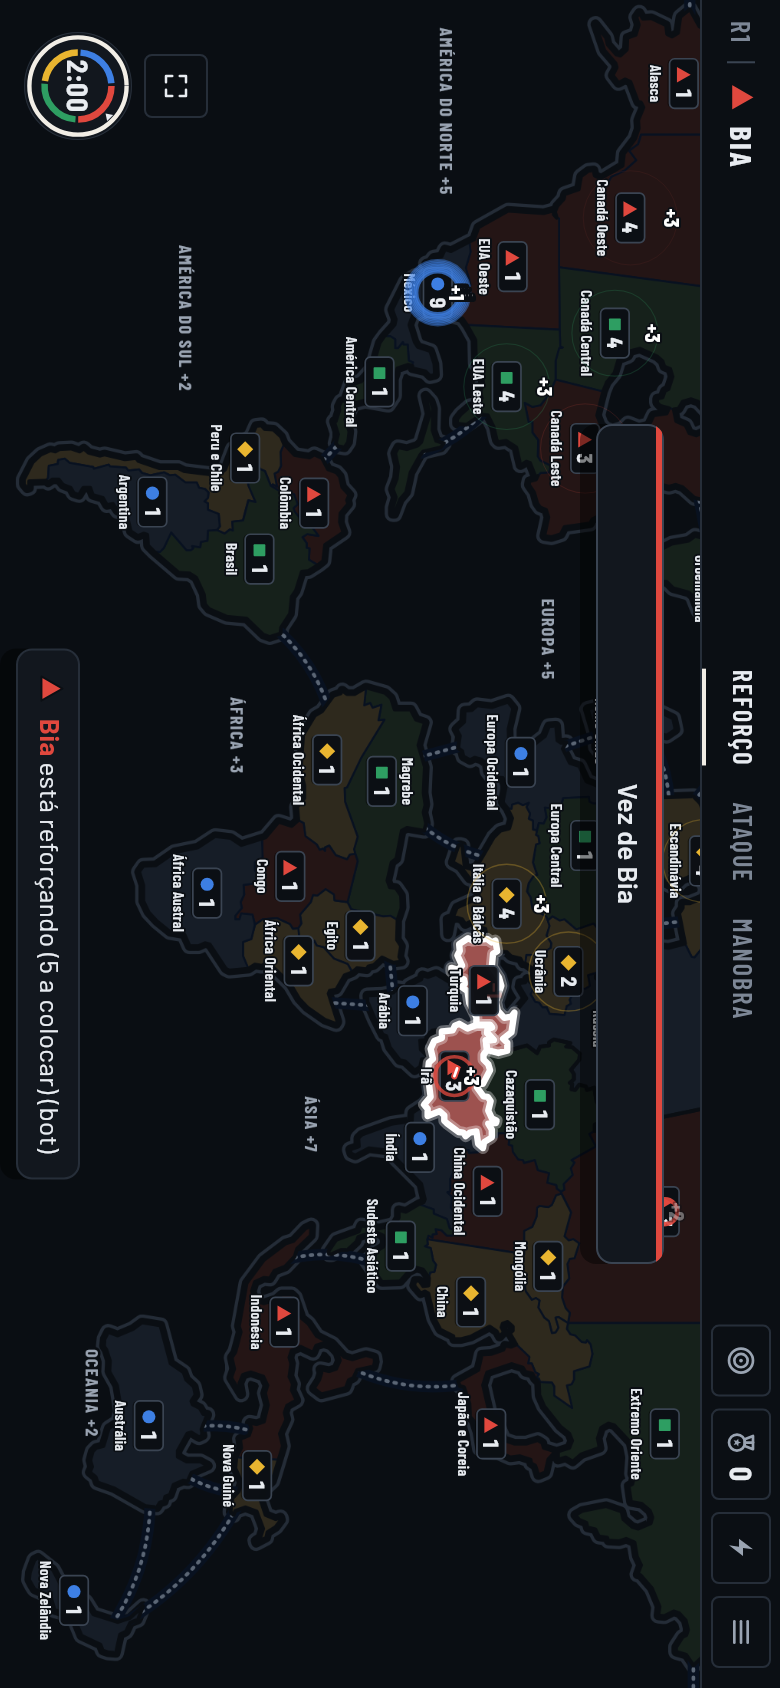 R1
BIA
REFORÇO
ATAQUE
MANOBRA
0
Vez de Bia
AMÉRICA DO NORTE +5
Alasca
1
+3
Canadá Oeste
4
+3
Canadá Central
4
EUA Oeste
1
+3
EUA Leste
4
Canadá Leste
3
+1
México
9
América Central
1
AMÉRICA DO SUL +2
Colômbia
1
Peru e Chile
1
Brasil
1
Argentina
1
EUROPA +5
Escandinávia
Europa Ocidental
1
Europa Central
1
+3
Itália e Bálcãs
4
Ucrânia
2
ÁFRICA +3
Magrebe
1
África Ocidental
1
Egito
1
Congo
1
África Oriental
1
África Austral
1
ÁSIA +7
Turquia
1
Arábia
1
+3
Irã
3
Cazaquistão
1
Índia
1
China Ocidental
1
+2
Mongólia
1
China
1
Sudeste Asiático
1
Japão e Coreia
1
Extremo Oriente
1
OCEANIA +2
Indonésia
1
Nova Guiné
1
Austrália
1
Nova Zelândia
1
2:00
Bia está reforçando (5 a colocar) (bot)